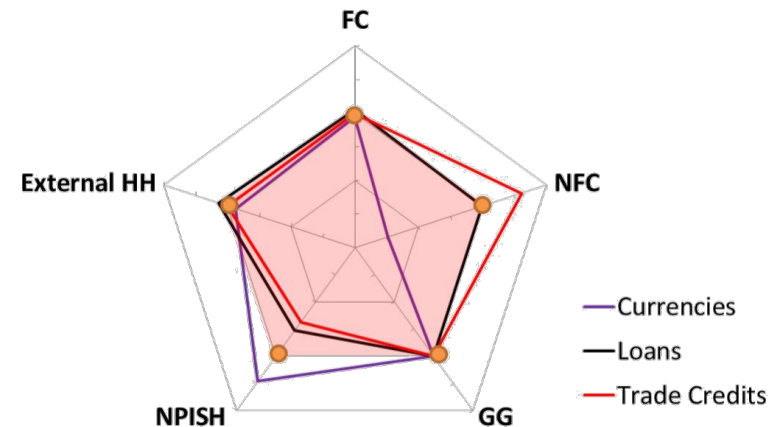 FC
External HH
NFC
Currencies
Loans
Trade Credits
NPISH
GG